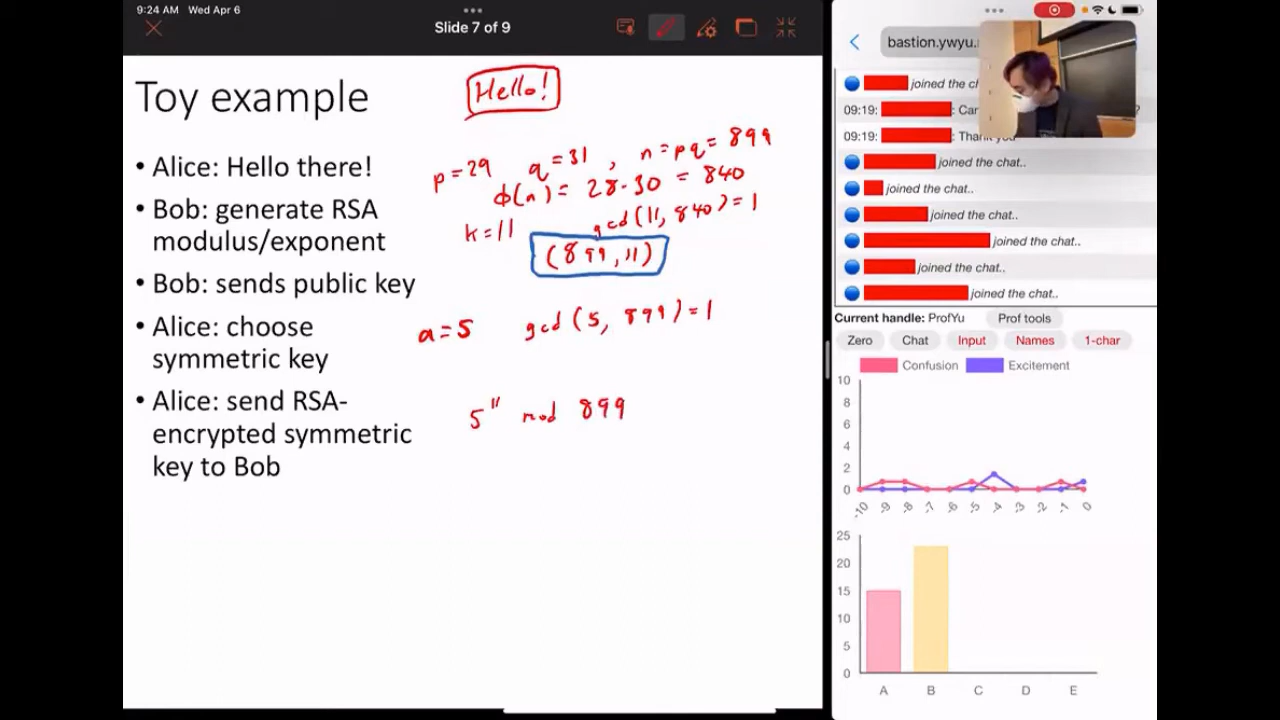 9:24 AM Wed Apr 6
Slide 7 of 9
Toy example
Hello!
• Alice: Hello there!
• Bob: generate RSA
modulus/exponent
• Bob: sends public key
• Alice: choose
symmetric key
• Alice: send RSA-
encrypted symmetric
key to Bob
p=29 q=31, n=pq=899
ϕ(n)= 28·30 = 840
k=11 gcd(11, 840)=1
(899, 11)
a=5 gcd(5, 899)=1
5^11 mod 899
bastion.ywyu.
joined the ch
09:19: : Car ?
09:19: : Thank you
joined the chat..
joined the chat..
joined the chat..
joined the chat..
joined the chat..
joined the chat..
Current handle: ProfYu Prof tools
Zero Chat Input Names 1-char
Confusion Excitement
10
8
6
4
2
0
-10 -9 -8 -7 -6 -5 -4 -3 -2 -1 0
25
20
15
10
5
0
A B C D E